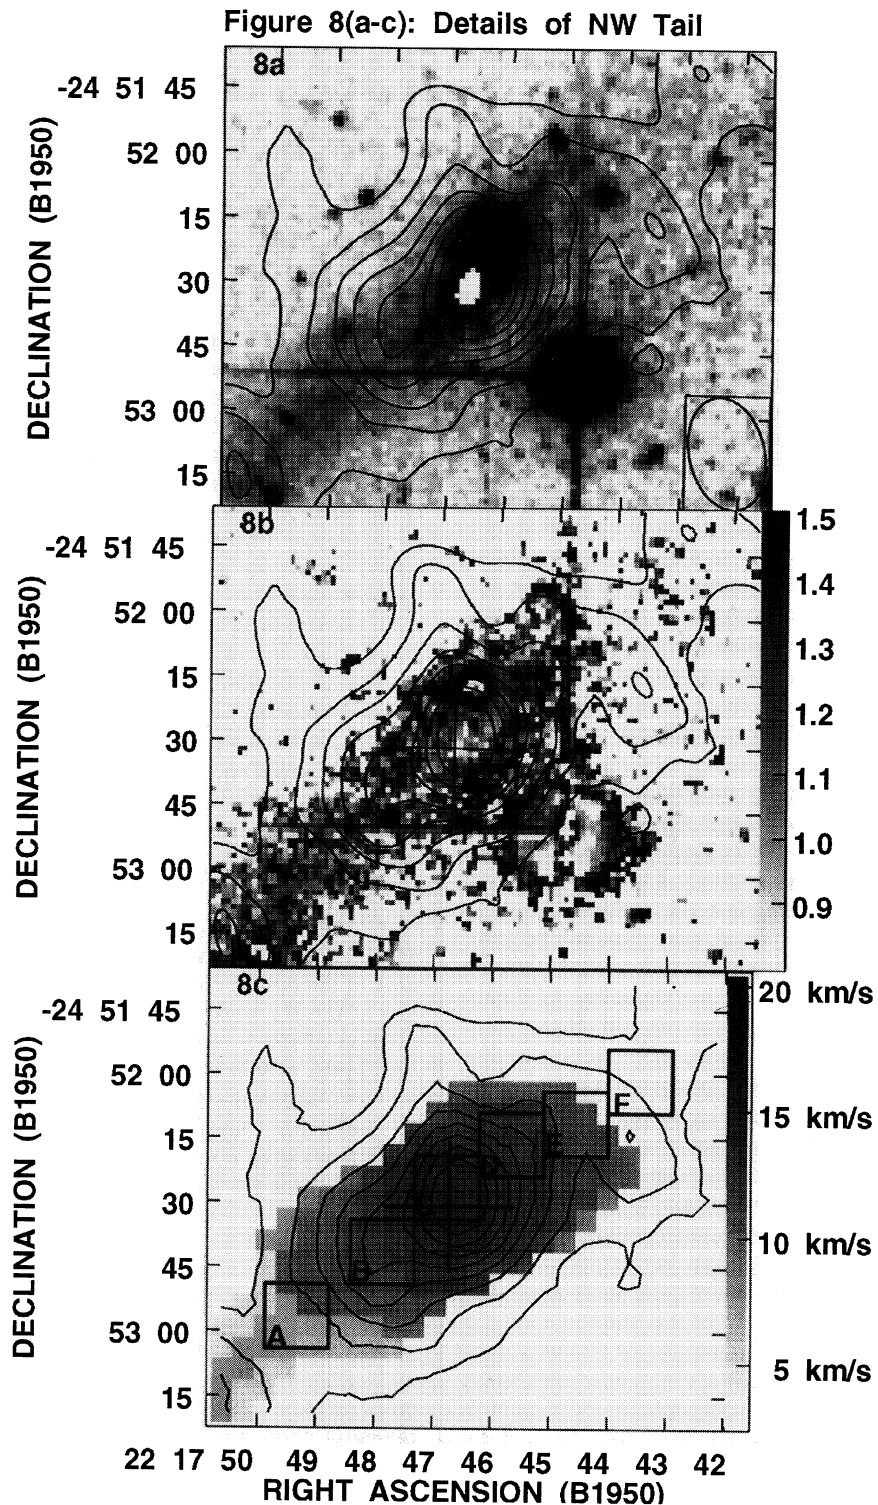 Figure 8(a-c): Details of NW Tail
8a
-24 51 45
52 00
15
30
45
53 00
15
DECLINATION (B1950)
8b
-24 51 45
52 00
15
30
45
53 00
15
DECLINATION (B1950)
1.5
1.4
1.3
1.2
1.1
1.0
0.9
8c
-24 51 45
52 00
15
30
45
53 00
15
DECLINATION (B1950)
20 km/s
15 km/s
10 km/s
5 km/s
F
E
D
C
B
A
22 17 50 49 48 47 46 45 44 43 42
RIGHT ASCENSION (B1950)